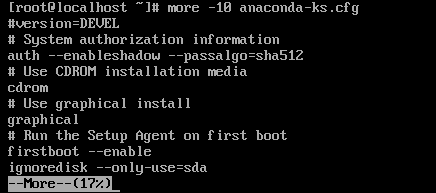 [root@localhost ~]# more -10 anaconda-ks.cfg
#version=DEVEL
# System authorization information
auth --enableshadow --passalgo=sha512
# Use CDROM installation media
cdrom
# Use graphical install
graphical
# Run the Setup Agent on first boot
firstboot --enable
ignoredisk --only-use=sda
--More--(17%)